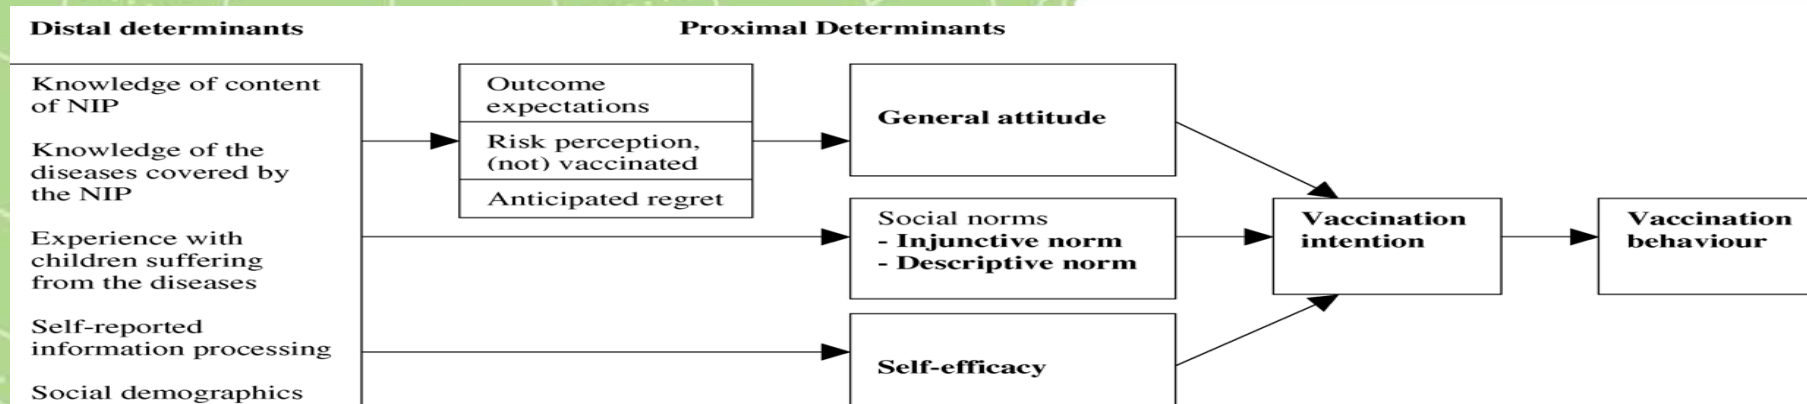 Distal determinants
Proximal Determinants
Knowledge of content
of NIP
Knowledge of the
diseases covered by
the NIP
Experience with
children suffering
from the diseases
Self-reported
information processing
Social demographics
Outcome
expectations
Risk perception,
(not) vaccinated
Anticipated regret
General attitude
Social norms
- Injunctive norm
- Descriptive norm
Self-efficacy
Vaccination
intention
Vaccination
behaviour